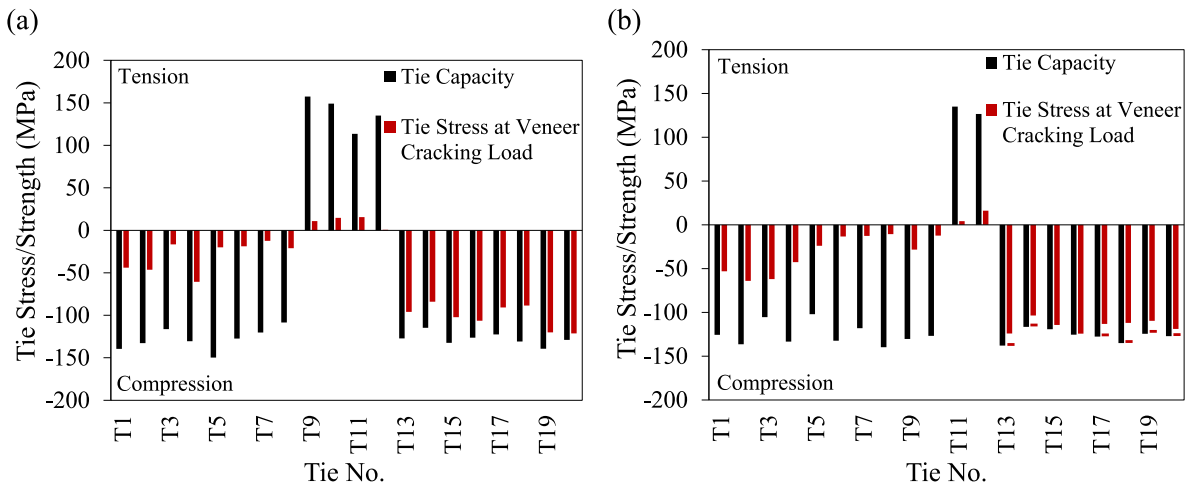 (a)
Tie Stress/Strength (MPa)
200
150
100
50
0
-50
-100
-150
-200
Tension
Tie Capacity
Tie Stress at Veneer
Cracking Load
Compression
T1
T3
T5
T7
T9
T11
T13
T15
T17
T19
Tie No.
(b)
Tie Stress/Strength (MPa)
200
150
100
50
0
-50
-100
-150
-200
Tension
Tie Capacity
Tie Stress at Veneer
Cracking Load
Compression
T1
T3
T5
T7
T9
T11
T13
T15
T17
T19
Tie No.